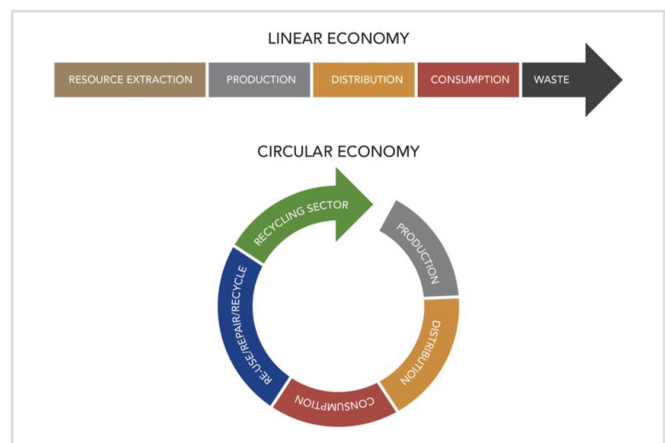 LINEAR ECONOMY
RESOURCE EXTRACTION
PRODUCTION
DISTRIBUTION
CONSUMPTION
WASTE
CIRCULAR ECONOMY
RECYCLING SECTOR
PRODUCTION
DISTRIBUTION
CONSUMPTION
RE-USE/REPAIR/RECYCLE